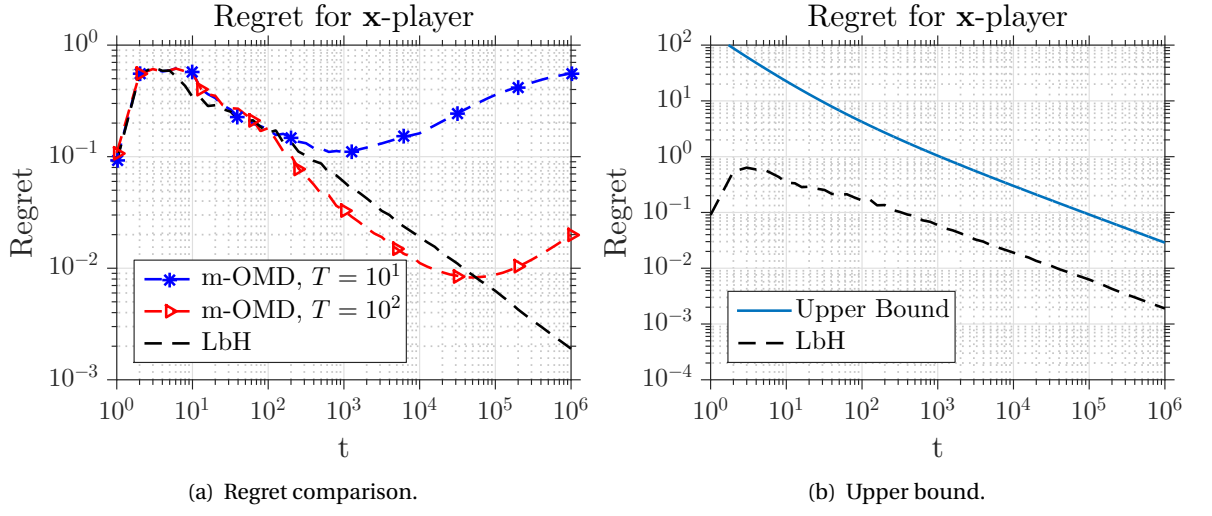 Regret for x-player
10^0
10^-1
10^-2
10^-3
Regret
m-OMD, T = 10^1
m-OMD, T = 10^2
LbH
10^0 10^1 10^2 10^3 10^4 10^5 10^6
t
(a) Regret comparison.
Regret for x-player
10^2
10^1
10^0
10^-1
10^-2
10^-3
10^-4
Regret
Upper Bound
LbH
10^0 10^1 10^2 10^3 10^4 10^5 10^6
t
(b) Upper bound.